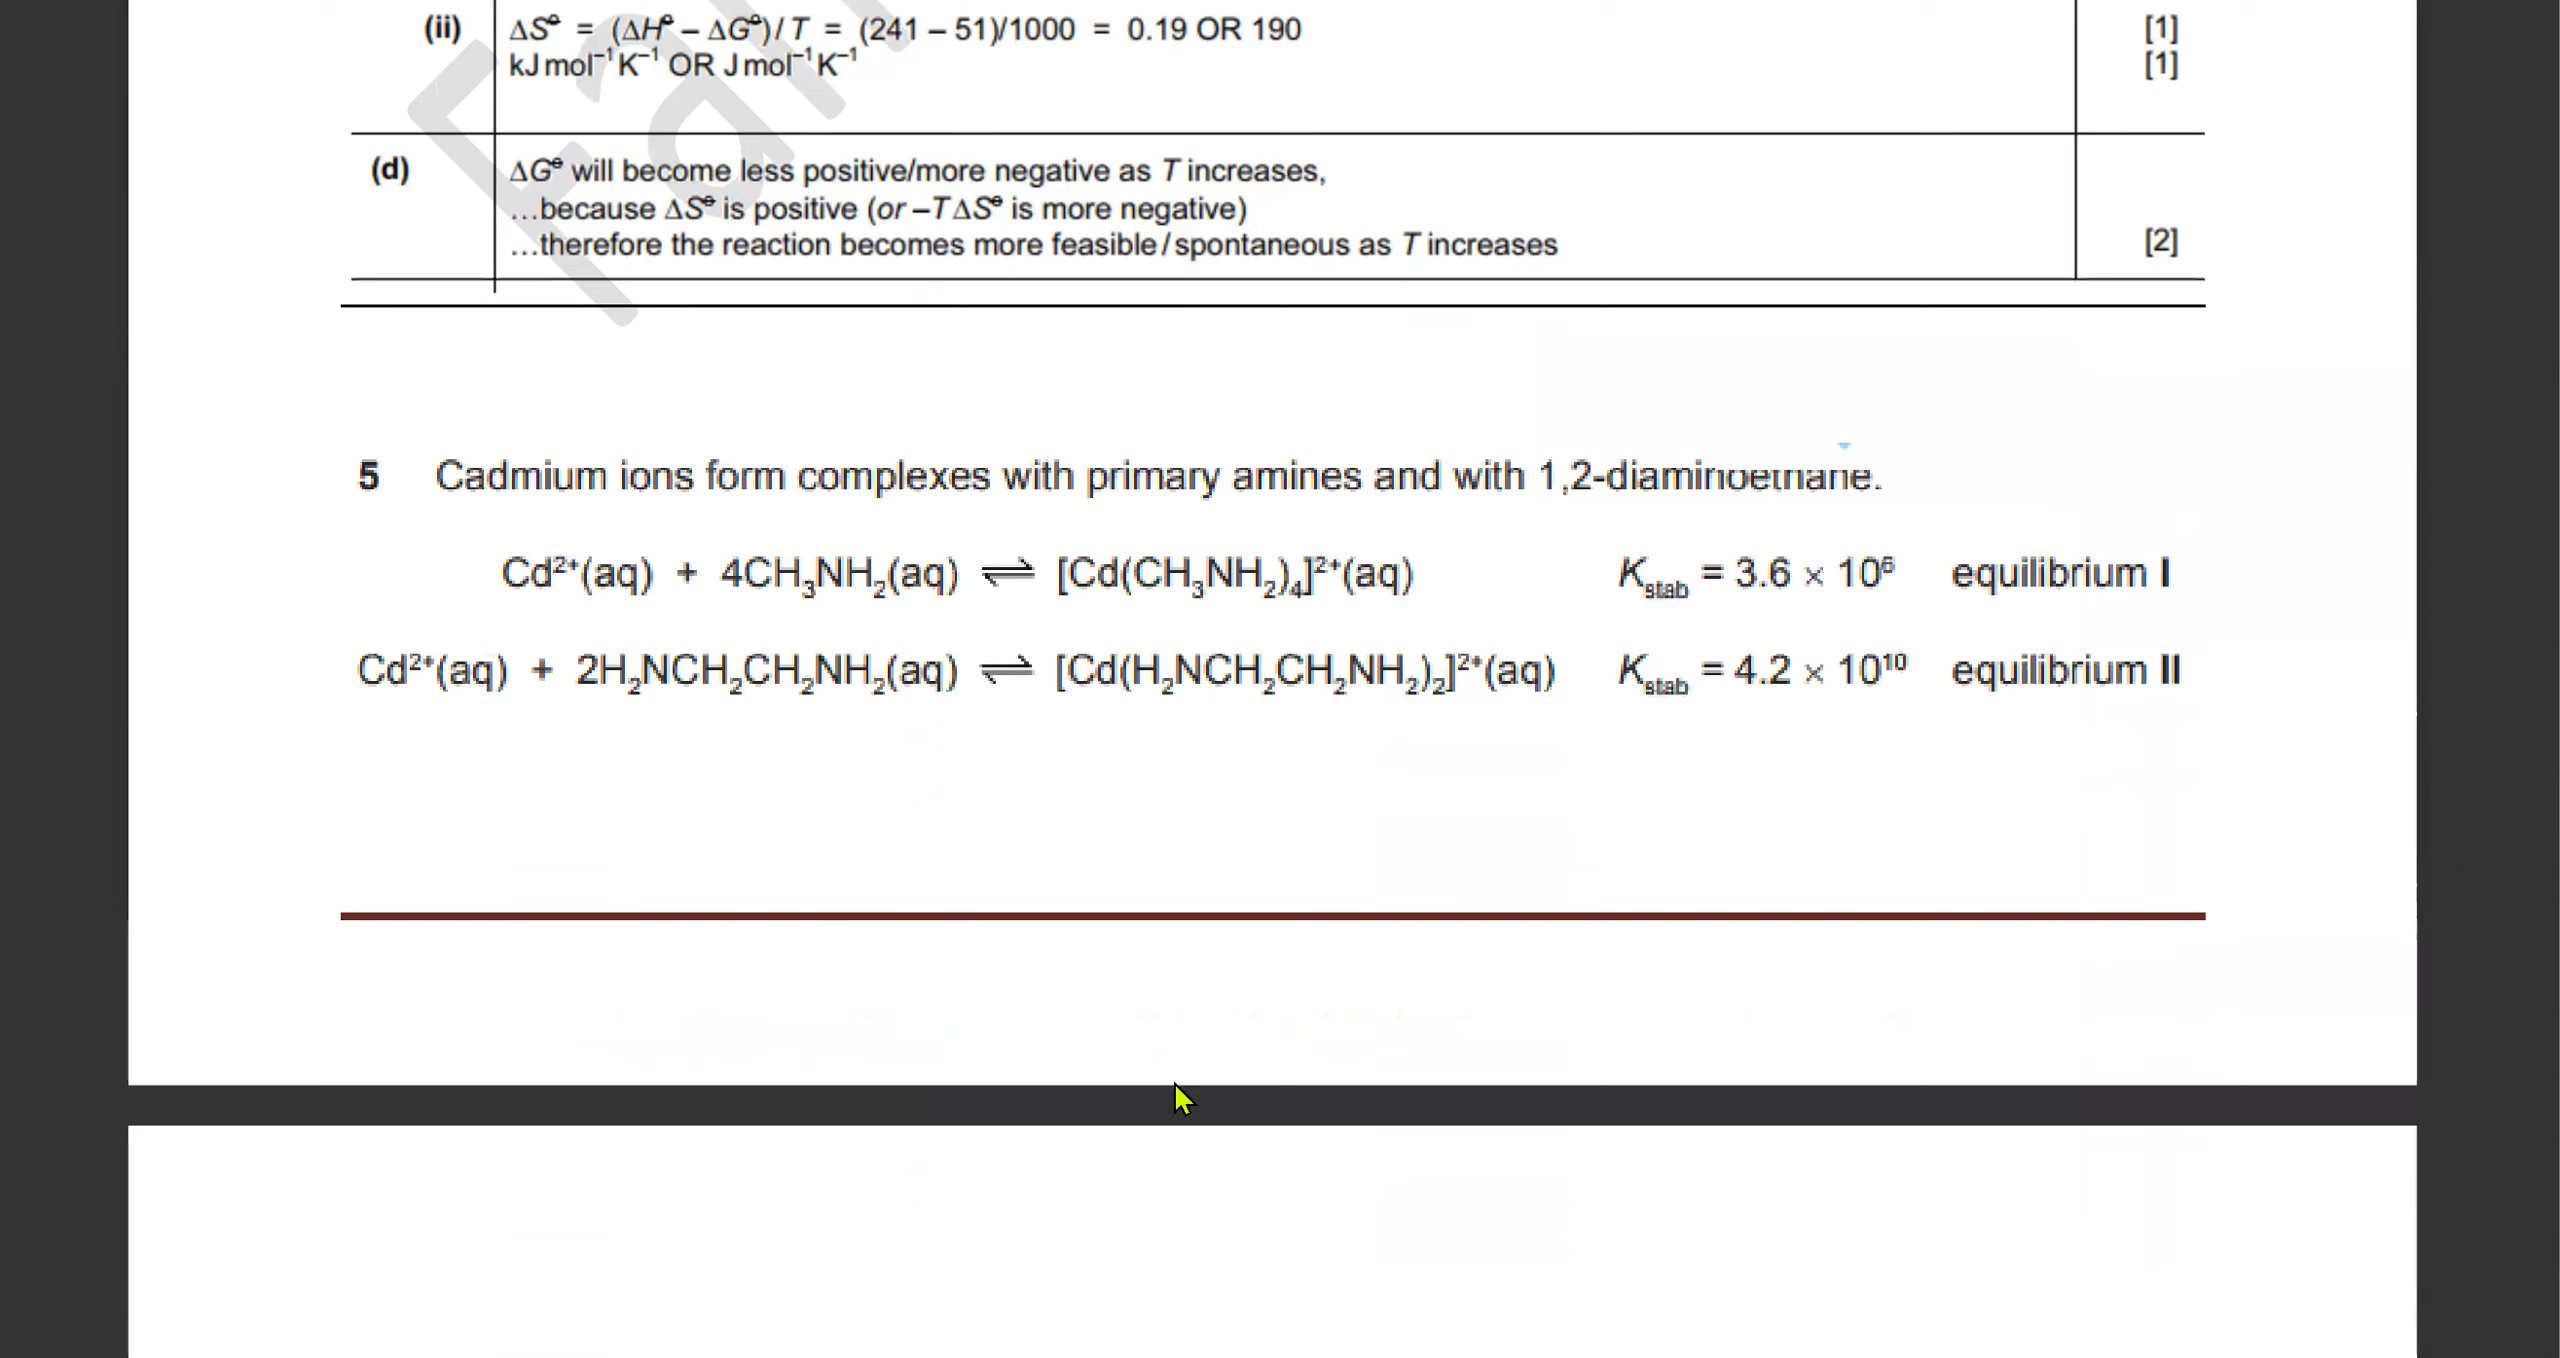 (ii) ΔS⦵ = (ΔH⦵ – ΔG⦵)/T = (241 – 51)/1000 = 0.19 OR 190 [1]
kJ mol⁻¹ K⁻¹ OR J mol⁻¹ K⁻¹ [1]
(d) ΔG⦵ will become less positive/more negative as T increases,
...because ΔS⦵ is positive (or –TΔS⦵ is more negative)
...therefore the reaction becomes more feasible/spontaneous as T increases [2]
5 Cadmium ions form complexes with primary amines and with 1,2-diaminoethane.
Cd²⁺(aq) + 4CH₃NH₂(aq) ⇌ [Cd(CH₃NH₂)₄]²⁺(aq) Kstab = 3.6 × 10⁶ equilibrium I
Cd²⁺(aq) + 2H₂NCH₂CH₂NH₂(aq) ⇌ [Cd(H₂NCH₂CH₂NH₂)₂]²⁺(aq) Kstab = 4.2 × 10¹⁰ equilibrium II